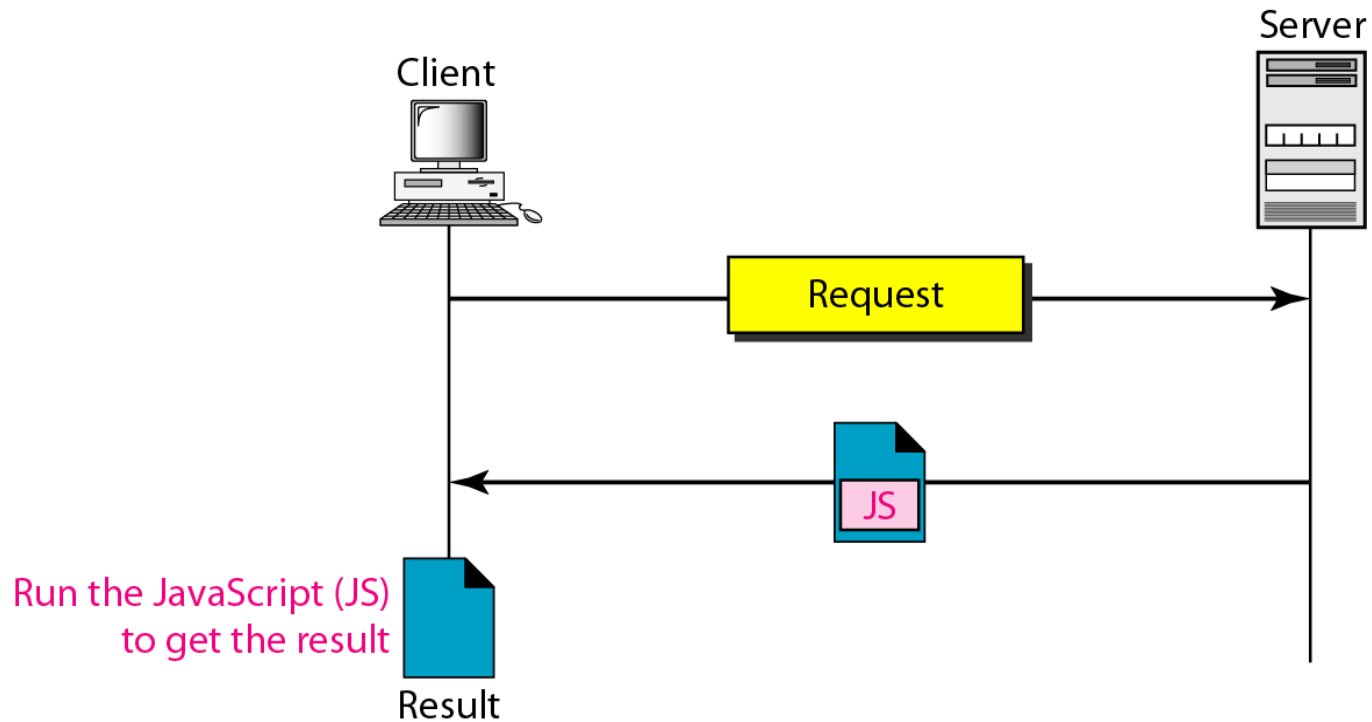 Server
Client
Request
JS
Run the JavaScript (JS)
to get the result
Result